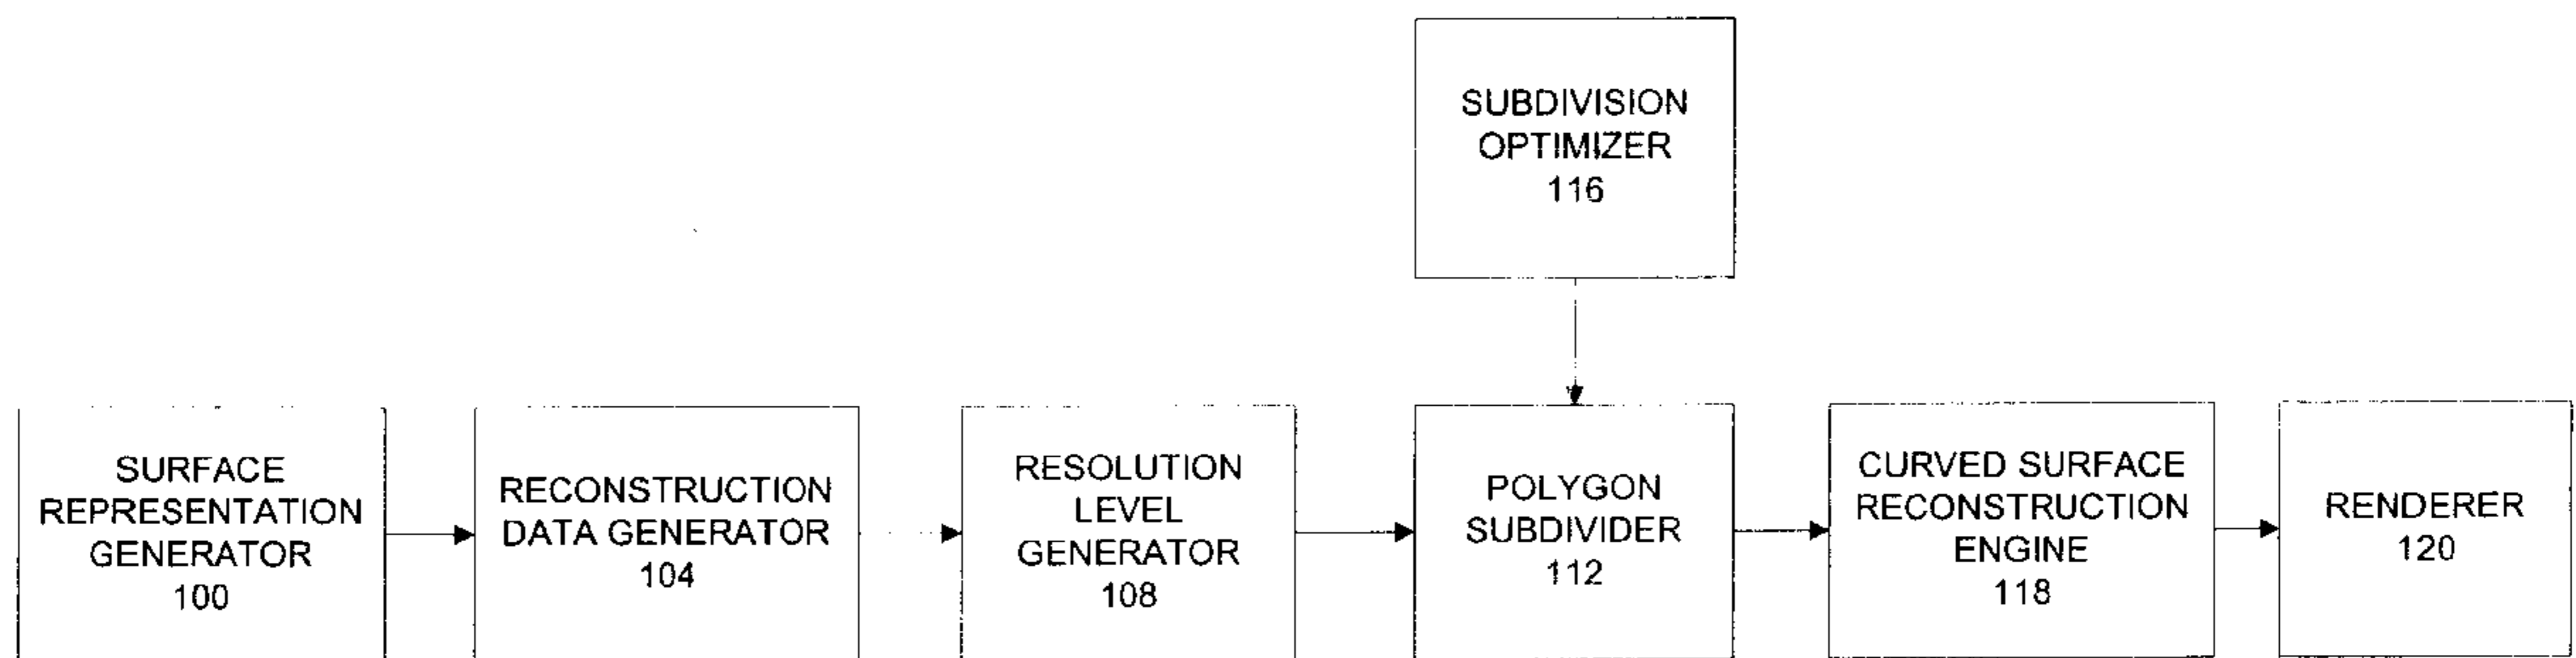 SUBDIVISION
OPTIMIZER
116
SURFACE
REPRESENTATION
GENERATOR
100
RECONSTRUCTION
DATA GENERATOR
104
RESOLUTION
LEVEL
GENERATOR
108
POLYGON
SUBDIVIDER
112
CURVED SURFACE
RECONSTRUCTION
ENGINE
118
RENDERER
120